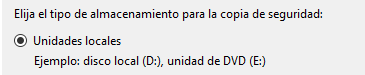 Elija el tipo de almacenamiento para la copia de seguridad:
Unidades locales
Ejemplo: disco local (D:), unidad de DVD (E:)